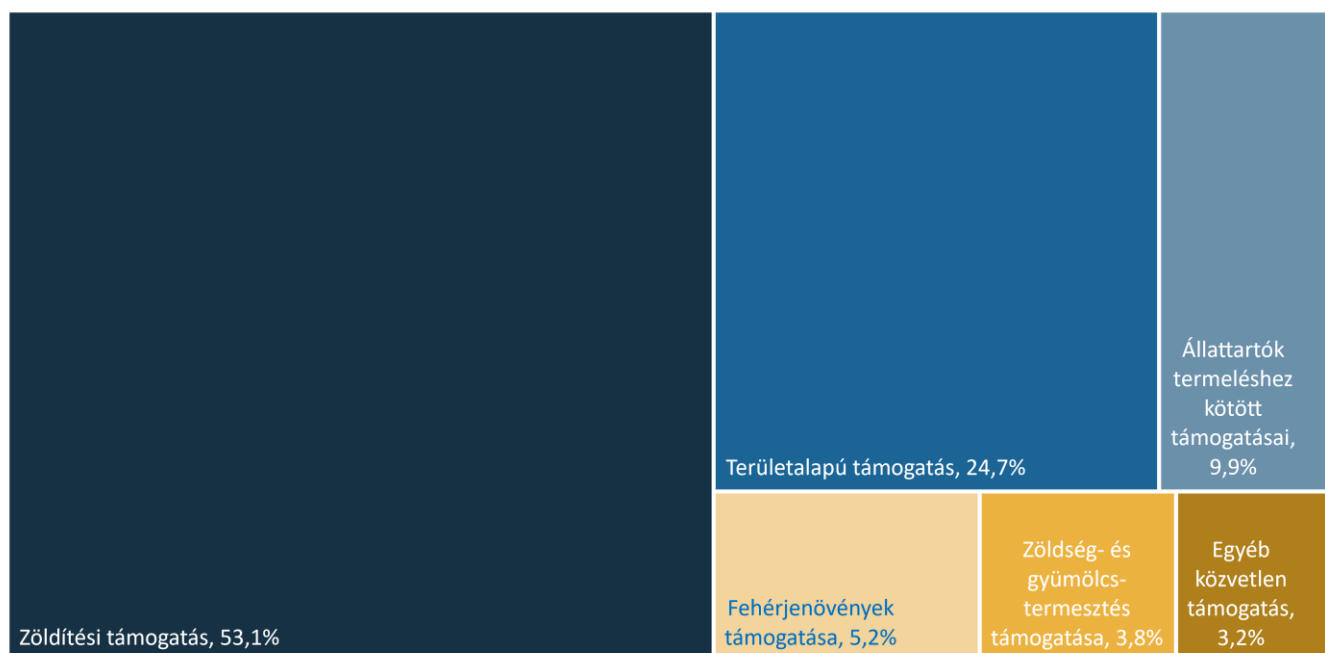 Zöldítési támogatás, 53,1%
Területalapú támogatás, 24,7%
Állattartók
termeléshez
kötött
támogatásai,
9,9%
Fehérjenövények
támogatása, 5,2%
Zöldség- és
gyümölcs-
termesztés
támogatása, 3,8%
Egyéb
közvetlen
támogatás,
3,2%